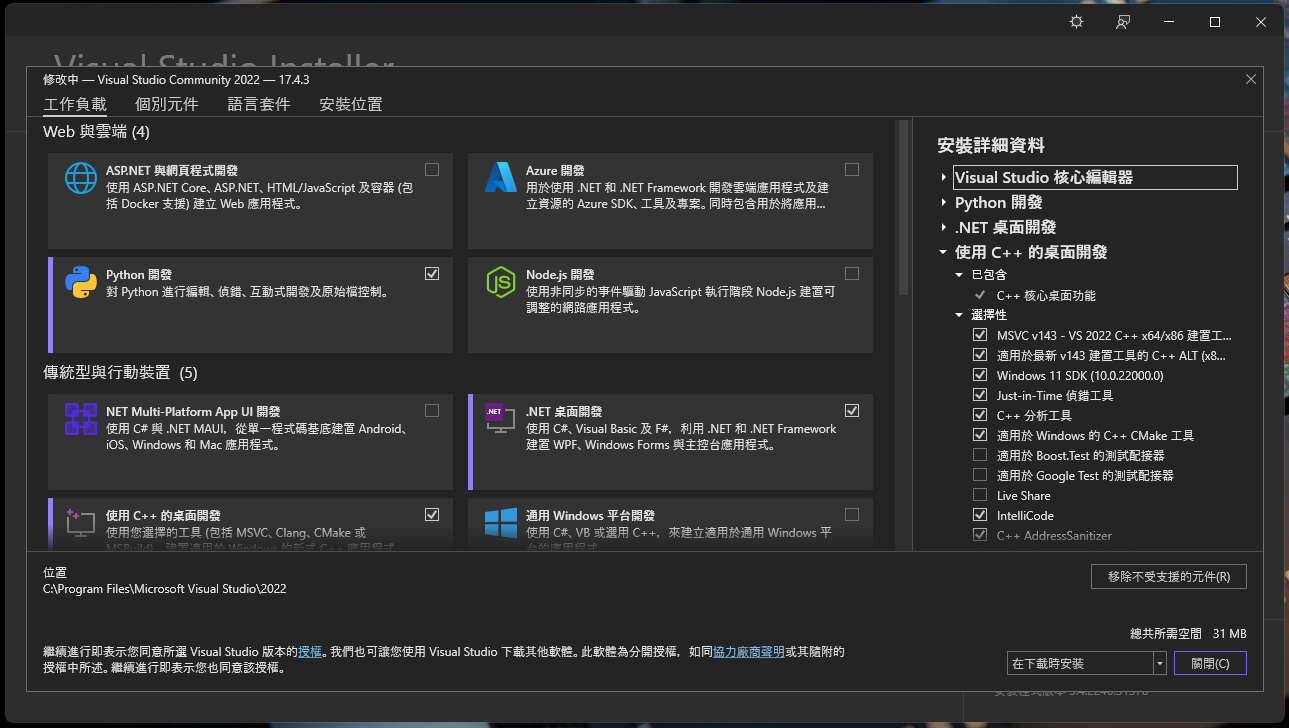 Visual Studio Installer
修改中 — Visual Studio Community 2022 — 17.4.3
工作負載 個別元件 語言套件 安裝位置
Web 與雲端 (4)
ASP.NET 與網頁程式開發
使用 ASP.NET Core、ASP.NET、HTML/JavaScript 及容器 (包
括 Docker 支援) 建立 Web 應用程式。
Azure 開發
用於使用 .NET 和 .NET Framework 開發雲端應用程式及建
立資源的 Azure SDK、工具及專案。同時包含用於將應用...
Python 開發
對 Python 進行編輯、偵錯、互動式開發及原始檔控制。
Node.js 開發
使用非同步的事件驅動 JavaScript 執行階段 Node.js 建置可
調整的網路應用程式。
傳統型與行動裝置 (5)
NET Multi-Platform App UI 開發
使用 C# 與 .NET MAUI，從單一程式碼基底建置 Android、
iOS、Windows 和 Mac 應用程式。
.NET
.NET 桌面開發
使用 C#、Visual Basic 及 F#，利用 .NET 和 .NET Framework
建置 WPF、Windows Forms 與主控台應用程式。
使用 C++ 的桌面開發
使用您選擇的工具 (包括 MSVC、Clang、CMake 或
MSBuild)，建置適用於 Windows 的新式 C++ 應用程式
通用 Windows 平台開發
使用 C#、VB 或選用 C++，來建立適用於通用 Windows 平
台的應用程式
安裝詳細資料
Visual Studio 核心編輯器
Python 開發
.NET 桌面開發
使用 C++ 的桌面開發
已包含
C++ 核心桌面功能
選擇性
MSVC v143 - VS 2022 C++ x64/x86 建置工...
適用於最新 v143 建置工具的 C++ ALT (x8...
Windows 11 SDK (10.0.22000.0)
Just-in-Time 偵錯工具
C++ 分析工具
適用於 Windows 的 C++ CMake 工具
適用於 Boost.Test 的測試配接器
適用於 Google Test 的測試配接器
Live Share
IntelliCode
C++ AddressSanitizer
位置
C:\Program Files\Microsoft Visual Studio\2022
移除不受支援的元件(R)
總共所需空間 31 MB
繼續進行即表示您同意所選 Visual Studio 版本的授權。我們也可讓您使用 Visual Studio 下載其他軟體。此軟體為分開授權，如同協力廠商聲明或其隨附的
授權中所述。繼續進行即表示您也同意該授權。
在下載時安裝
關閉(C)